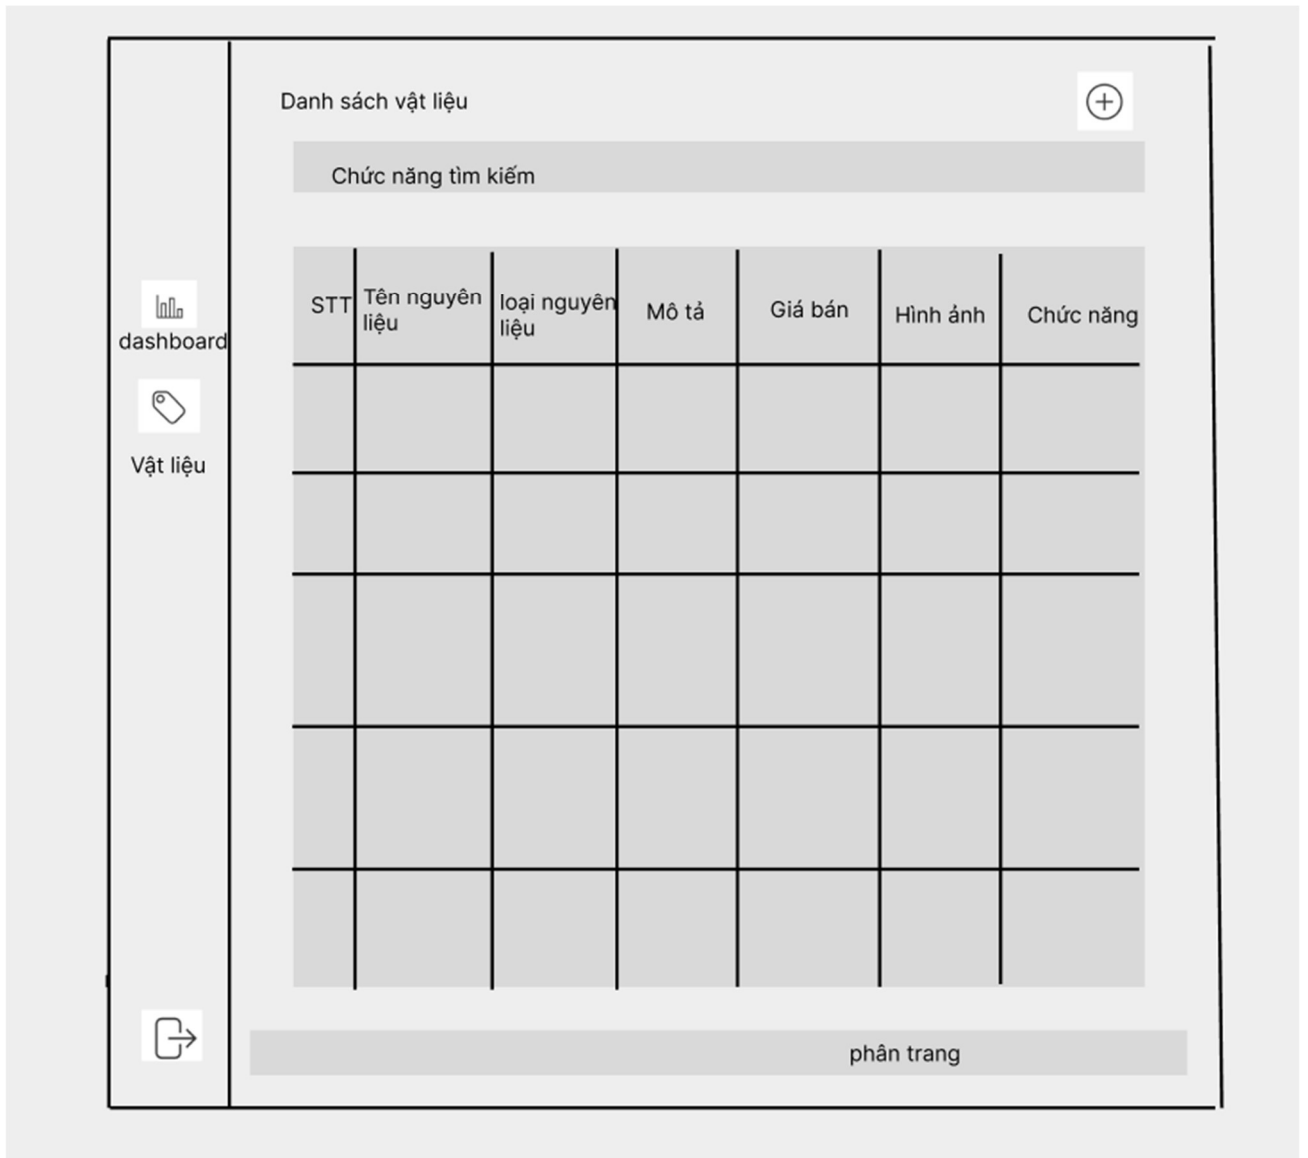 Danh sách vật liệu
Chức năng tìm kiếm
STT
Tên nguyên
liệu
loại nguyên
liệu
Mô tả
Giá bán
Hình ảnh
Chức năng
dashboard
Vật liệu
phân trang